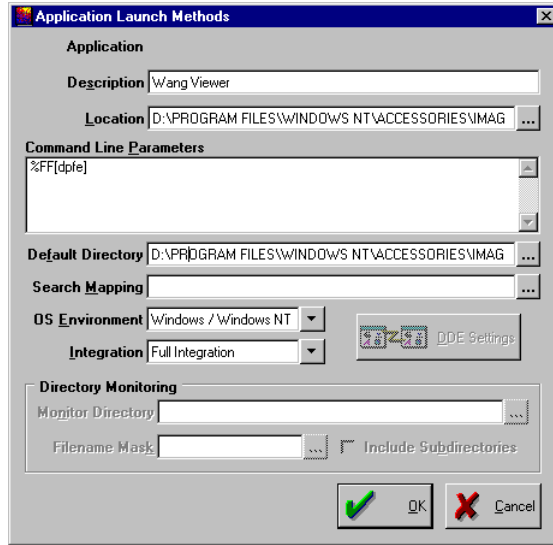 Application Launch Methods
Application
Description Wang Viewer
Location D:\PROGRAM FILES\WINDOWS NT\ACCESSORIES\IMAG ...
Command Line Parameters
%FF[dpfe]
Default Directory D:\PROGRAM FILES\WINDOWS NT\ACCESSORIES\IMAG ...
Search Mapping ...
OS Environment Windows / Windows NT
DDE Settings
Integration Full Integration
Directory Monitoring
Monitor Directory ...
Filename Mask ... Include Subdirectories
OK Cancel